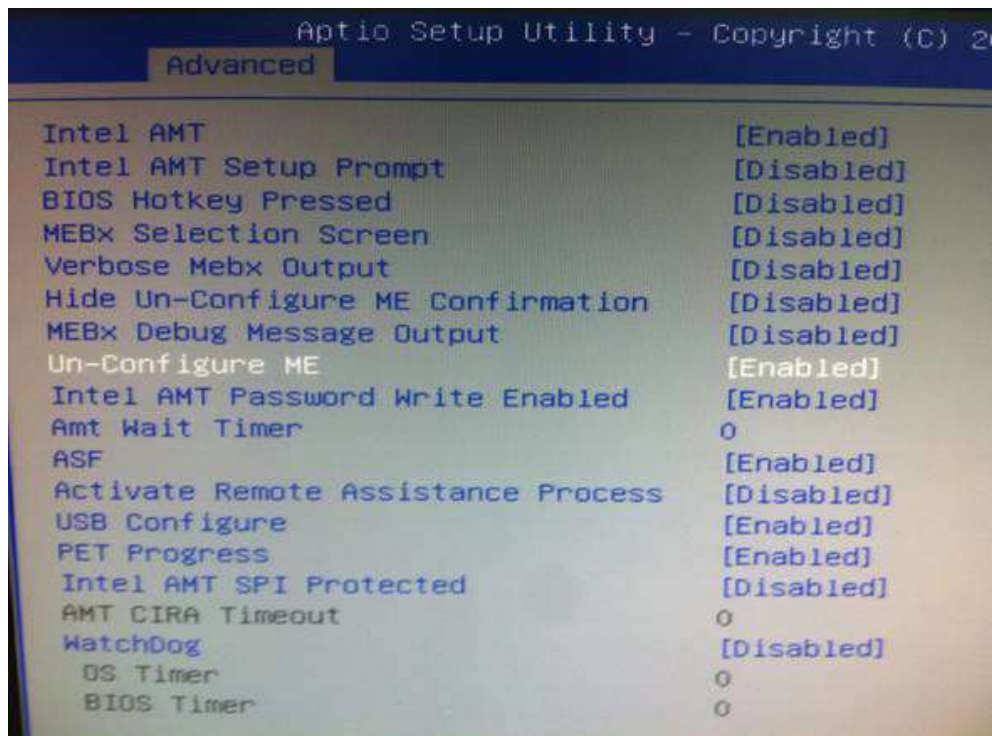 Aptio Setup Utility - Copyright (C)
Advanced
Intel AMT [Enabled]
Intel AMT Setup Prompt [Disabled]
BIOS Hotkey Pressed [Disabled]
MEBx Selection Screen [Disabled]
Verbose Mebx Output [Disabled]
Hide Un-Configure ME Confirmation [Disabled]
MEBx Debug Message Output [Disabled]
Un-Configure ME [Enabled]
Intel AMT Password Write Enabled [Enabled]
Amt Wait Timer 0
ASF [Enabled]
Activate Remote Assistance Process [Disabled]
USB Configure [Enabled]
PET Progress [Enabled]
Intel AMT SPI Protected [Disabled]
AMT CIRA Timeout 0
WatchDog [Disabled]
OS Timer 0
BIOS Timer 0